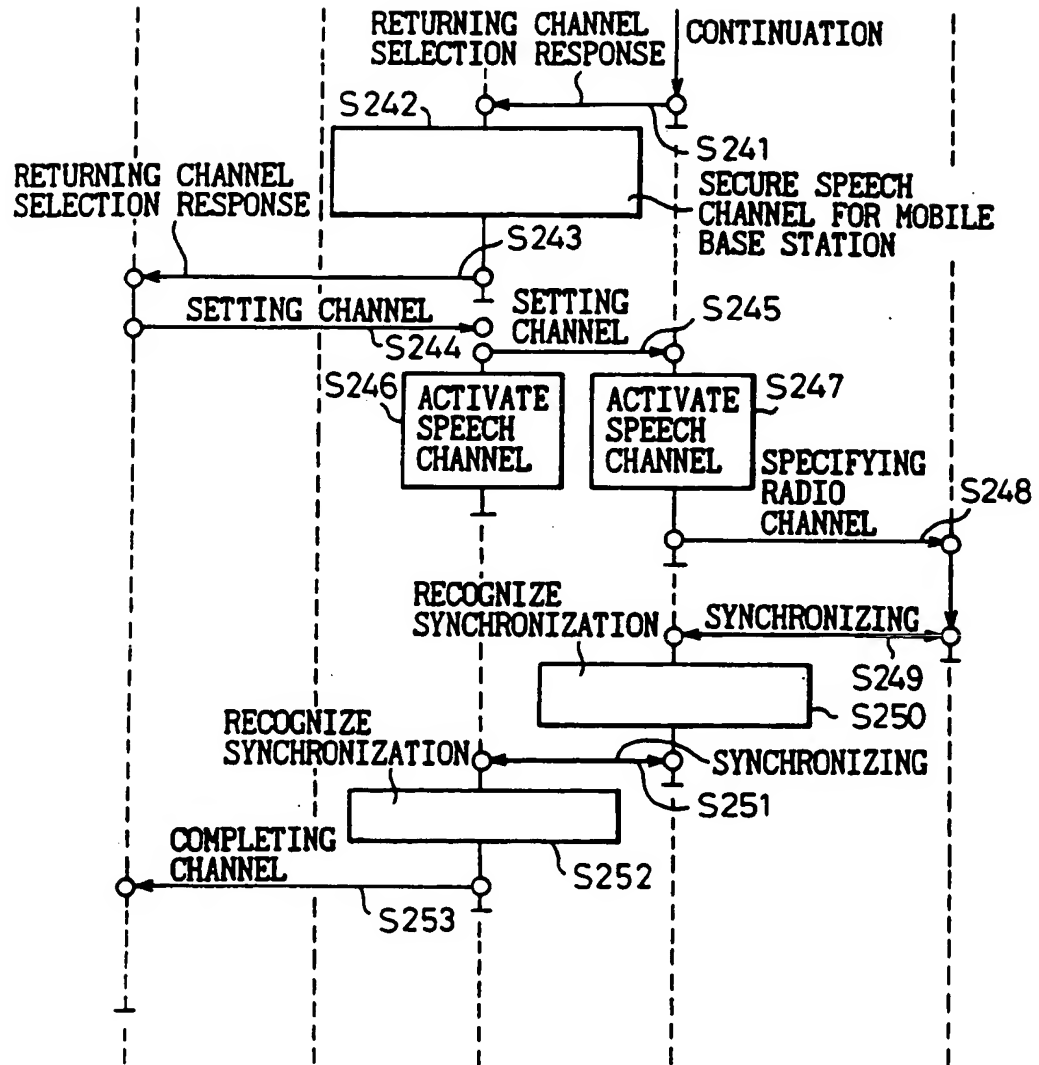 RETURNING CHANNEL
SELECTION RESPONSE
CONTINUATION
S242
S241
RETURNING CHANNEL
SELECTION RESPONSE
SECURE SPEECH
CHANNEL FOR MOBILE
BASE STATION
S243
SETTING CHANNEL
S244
SETTING
CHANNEL
S245
S246
ACTIVATE
SPEECH
CHANNEL
ACTIVATE
SPEECH
CHANNEL
S247
SPECIFYING
RADIO
CHANNEL
S248
RECOGNIZE
SYNCHRONIZATION
SYNCHRONIZING
S249
S250
RECOGNIZE
SYNCHRONIZATION
SYNCHRONIZING
S251
COMPLETING
CHANNEL
S252
S253